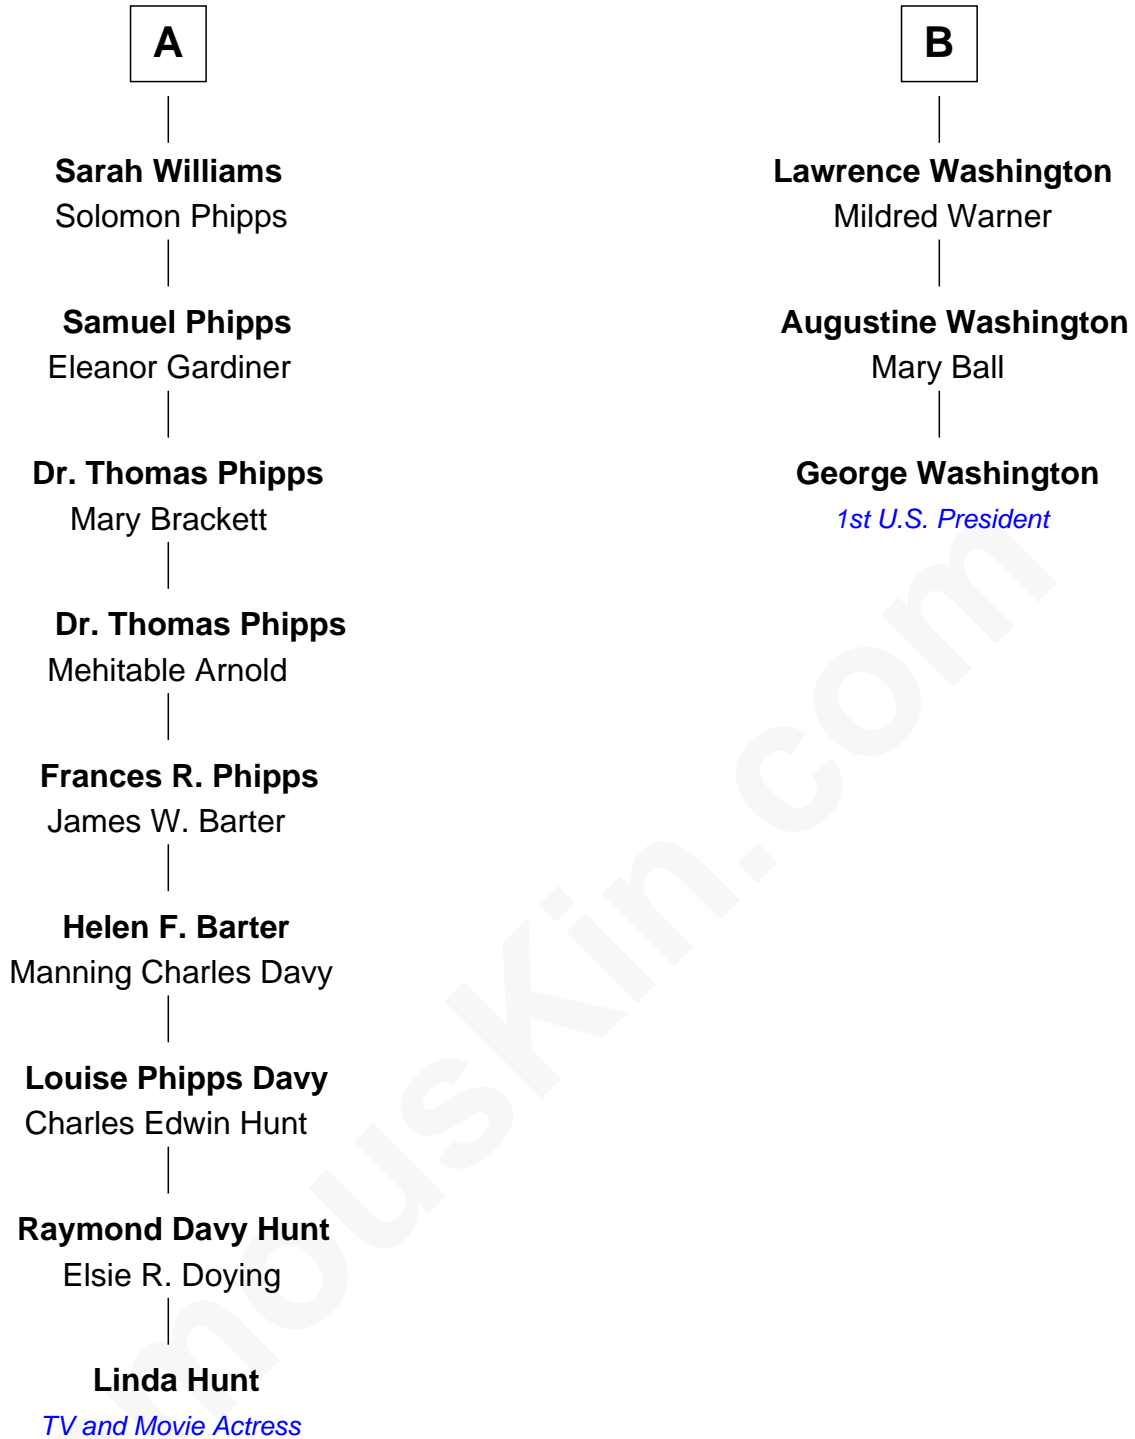 A
Sarah Williams
Solomon Phipps
Samuel Phipps
Eleanor Gardiner
Dr. Thomas Phipps
Mary Brackett
Dr. Thomas Phipps
Mehitable Arnold
Frances R. Phipps
James W. Barter
Helen F. Barter
Manning Charles Davy
Louise Phipps Davy
Charles Edwin Hunt
Raymond Davy Hunt
Elsie R. Doying
Linda Hunt
TV and Movie Actress
B
Lawrence Washington
Mildred Warner
Augustine Washington
Mary Ball
George Washington
1st U.S. President
mousKin.com